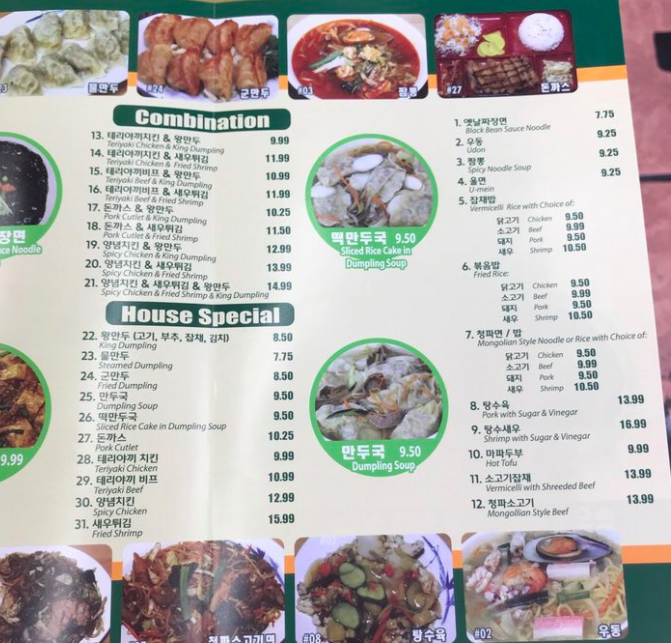 물만두
#24 군만두
#03 짬뽕
#27 돈까스
Combination
13. 테리야끼치킨 & 왕만두 9.99
Teriyaki Chicken & King Dumpling
14. 테리야끼치킨 & 새우튀김 11.99
Teriyaki Chicken & Fried Shrimp
15. 테리야끼비프 & 왕만두 10.99
Teriyaki Beef & King Dumpling
16. 테리야끼비프 & 새우튀김 11.99
Teriyaki Beef & Fried Shrimp
17. 돈까스 & 왕만두 10.25
Pork Cutlet & King Dumpling
18. 돈까스 & 새우튀김 11.50
Pork Cutlet & Fried Shrimp
19. 양념치킨 & 왕만두 12.99
Spicy Chicken & King Dumpling
20. 양념치킨 & 새우튀김 13.99
Spicy Chicken & Fried Shrimp
21. 양념치킨 & 새우튀김 & 왕만두 14.99
Spicy Chicken & Fried Shrimp & King Dumpling
House Special
22. 왕만두 (고기, 부추, 잡채, 김치) 8.50
King Dumpling
23. 물만두 7.75
Steamed Dumpling
24. 군만두 8.50
Fried Dumpling
25. 만두국 9.50
Dumpling Soup
26. 떡만두국 9.50
Sliced Rice Cake in Dumpling Soup
27. 돈까스 10.25
Pork Cutlet
28. 테리야끼 치킨 9.99
Teriyaki Chicken
29. 테리야끼 비프 10.99
Teriyaki Beef
30. 양념치킨 12.99
Spicy Chicken
31. 새우튀김 15.99
Fried Shrimp
장면
ce Noodle
9.99
떡만두국 9.50
Sliced Rice Cake in
Dumpling Soup
만두국 9.50
Dumpling Soup
1. 옛날짜장면 7.75
Black Bean Sauce Noodle
2. 우동 9.25
Udon
3. 짬뽕 9.25
Spicy Noodle Soup
4. 울면 9.25
U-mein
5. 잡채밥
Vermicelli Rice with Choice of:
닭고기 Chicken 9.50
소고기 Beef 9.99
돼지 Pork 9.50
새우 Shrimp 10.50
6. 볶음밥
Fried Rice:
닭고기 Chicken 9.50
소고기 Beef 9.99
돼지 Pork 9.50
새우 Shrimp 10.50
7. 청파면 / 밥
Mongolian Style Noodle or Rice with Choice of:
닭고기 Chicken 9.50
소고기 Beef 9.99
돼지 Pork 9.50
새우 Shrimp 10.50
8. 탕수육 13.99
Pork with Sugar & Vinegar
9. 탕수새우 16.99
Shrimp with Sugar & Vinegar
10. 마파두부 9.99
Hot Tofu
11. 소고기잡채 13.99
Vermicelli with Shreeded Beef
12. 청파소고기 13.99
Mongollian Style Beef
청파소고기면
#08 탕수육
#02 우동